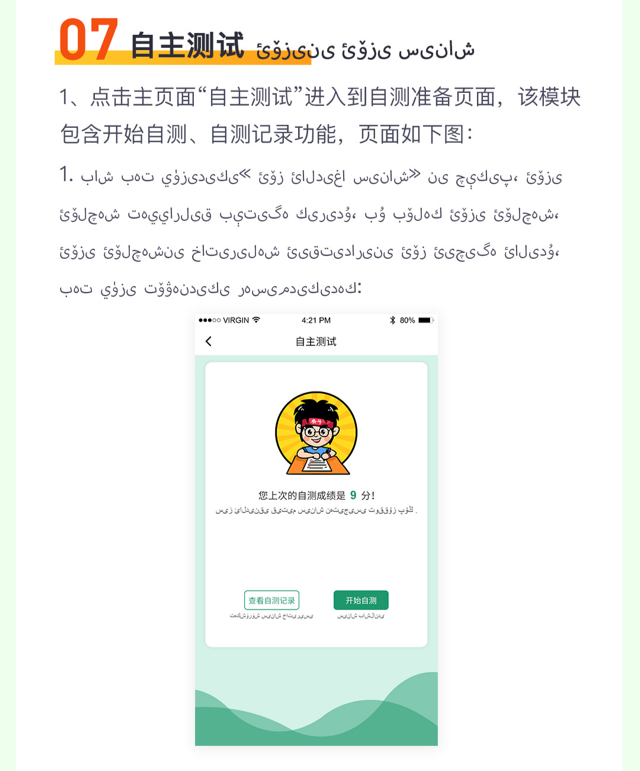 07 自主测试 ئۆزىنى ئۆزى سىناش
1、点击主页面“自主测试”进入到自测准备页面，该模块
包含开始自测、自测记录功能，页面如下图：
1. باش بەت يۈزىدىكى« ئۆز ئالدىغا سىناش» نى چېكىپ، ئۆزى
ئۆلچەش تەييارلىق بېتىگە كىرىدۇ، بۇ بۆلەك ئۆزى ئۆلچەش،
ئۆزى ئۆلچەشنى خاتىرىلەش ئىقتىدارىنى ئۆز ئىچىگە ئالىدۇ،
بەت يۈزى تۆۋەندىكى رەسىمدىكىدەك:
VIRGIN 4:21 PM 80%
自主测试
您上次的自测成绩是 9 分！
سىز ئالدىنقى قېتىم سىناش نەتىجىسى توققۇز پۇڭ .
查看自测记录 开始自测
سىناش خاتىرىسى سىناش باشلاندى